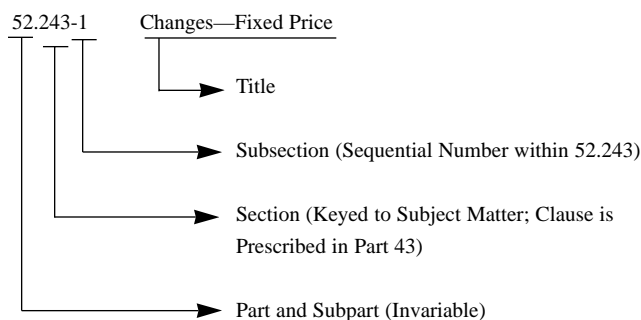 52.243-1 Changes—Fixed Price
Title
Subsection (Sequential Number within 52.243)
Section (Keyed to Subject Matter; Clause is
Prescribed in Part 43)
Part and Subpart (Invariable)